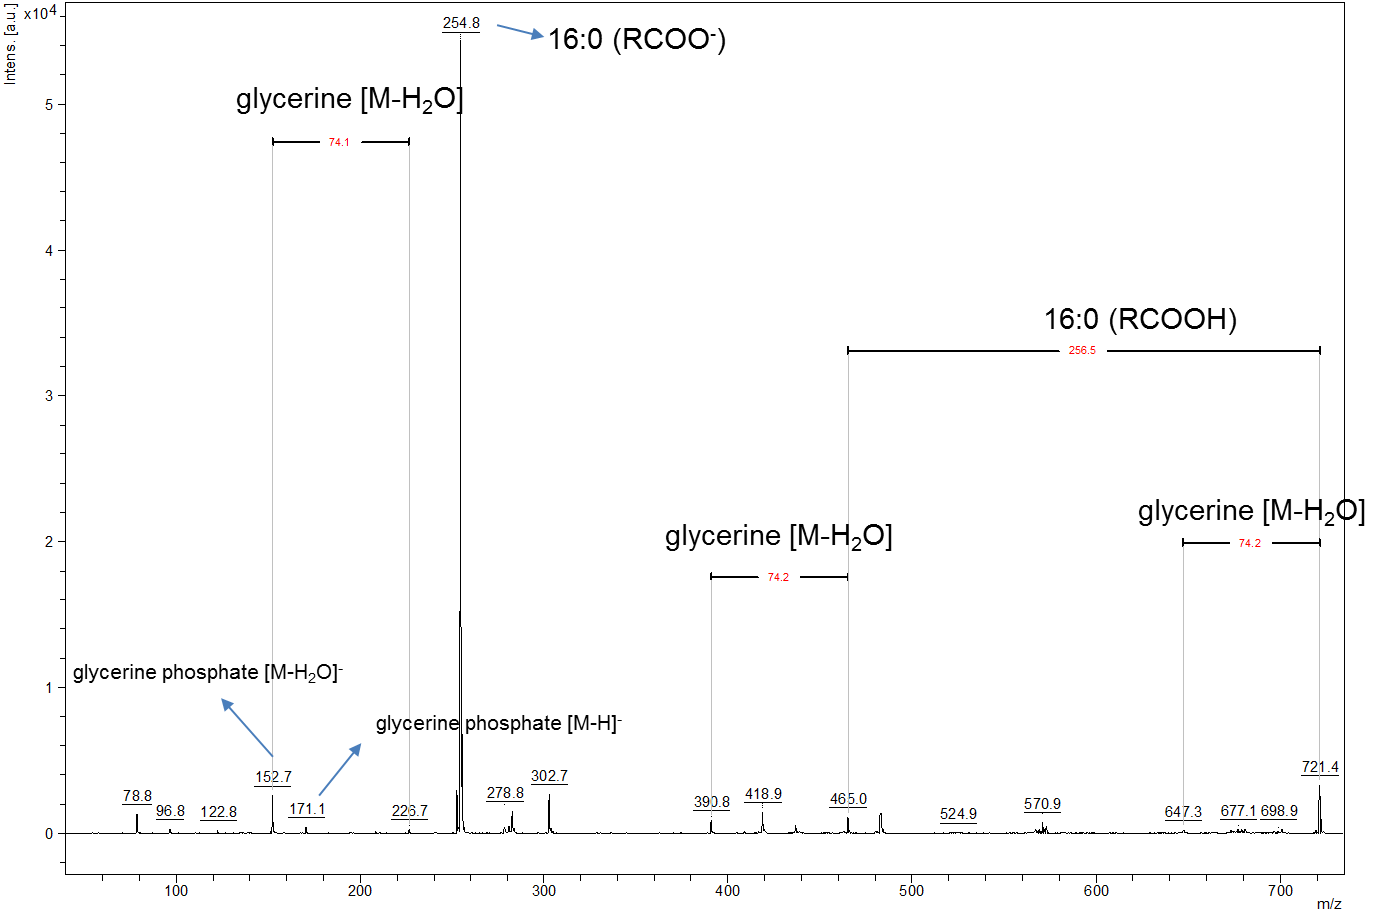 Intens. [a.u.]
x10⁴
254.8
16:0 (RCOO⁻)
glycerine [M-H₂O]
5
74.1
4
16:0 (RCOOH)
256.5
3
glycerine [M-H₂O]
glycerine [M-H₂O]
2
74.2
74.2
glycerine phosphate [M-H₂O]⁻
1
glycerine phosphate [M-H]⁻
78.8
96.8
122.8
152.7
171.1
226.7
278.8
302.7
390.8
418.9
465.0
524.9
570.9
647.3
677.1
698.9
721.4
0
100 200 300 400 500 600 700
m/z